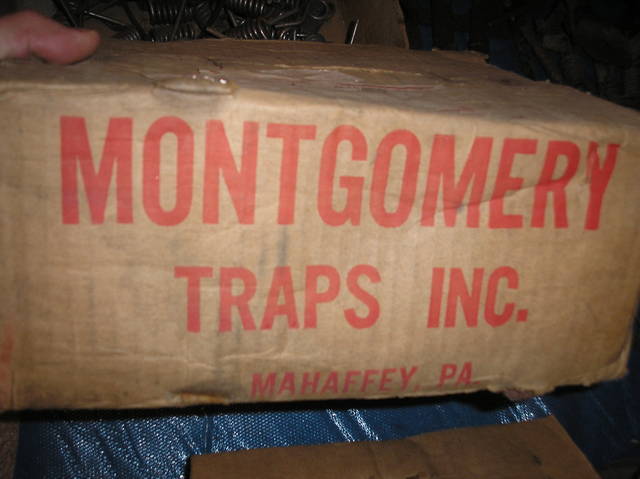 MONTGOMERY
TRAPS INC.
MAHAFFEY, PA